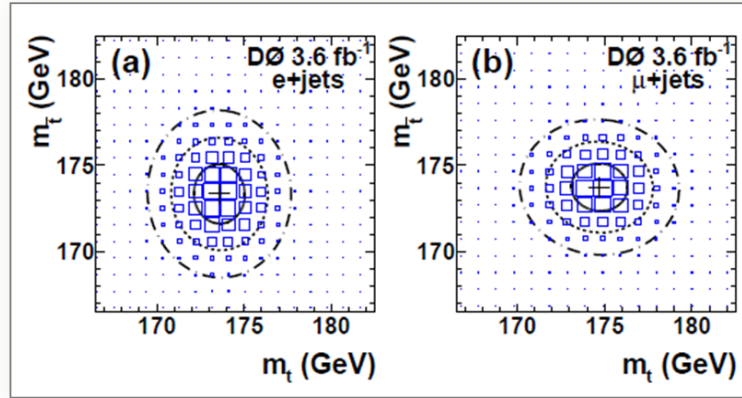 (a) DØ 3.6 fb⁻¹
e+jets
m_t̄ (GeV)
180
175
170
170 175 180
m_t (GeV)
(b) DØ 3.6 fb⁻¹
μ+jets
m_t̄ (GeV)
180
175
170
170 175 180
m_t (GeV)